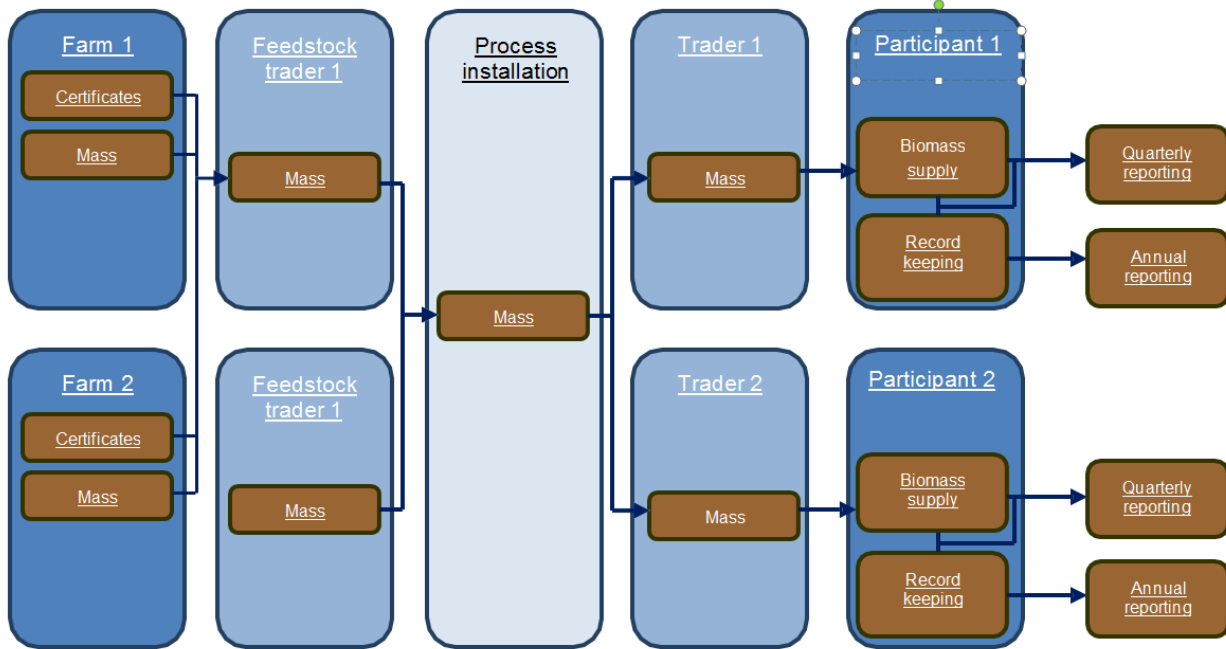 Farm 1
Certificates
Mass
Feedstock
trader 1
Mass
Process
installation
Mass
Trader 1
Mass
Participant 1
Biomass
supply
Record
keeping
Quarterly
reporting
Annual
reporting
Farm 2
Certificates
Mass
Feedstock
trader 1
Mass
Trader 2
Mass
Participant 2
Biomass
supply
Record
keeping
Quarterly
reporting
Annual
reporting